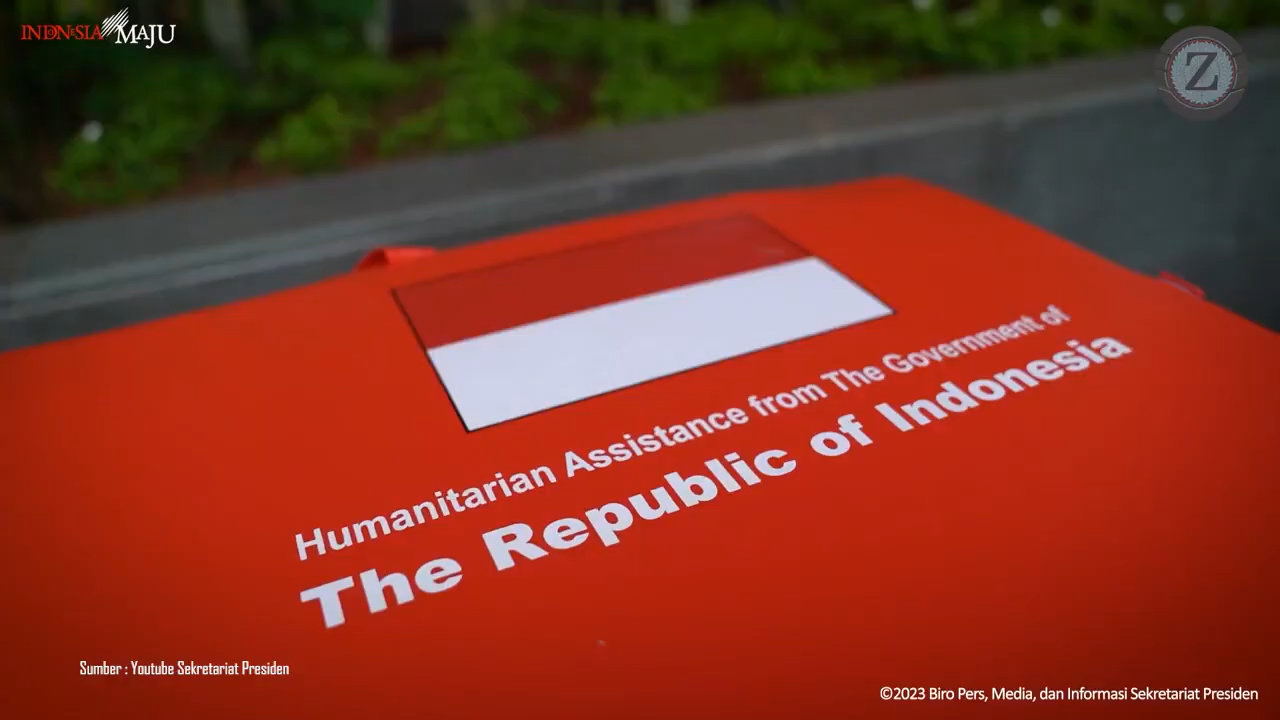 INDONESIA MAJU
Z
Humanitarian Assistance from The Government of
The Republic of Indonesia
Sumber : Youtube Sekretariat Presiden
©2023 Biro Pers, Media, dan Informasi Sekretariat Presiden